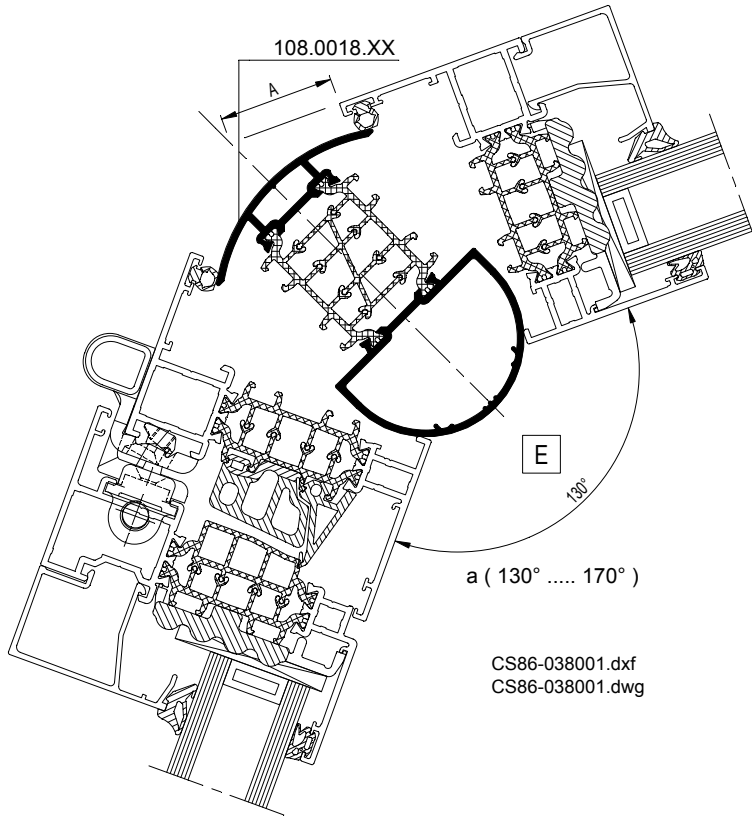 108.0018.XX
A
E
130°
a ( 130° ..... 170° )
CS86-038001.dxf
CS86-038001.dwg